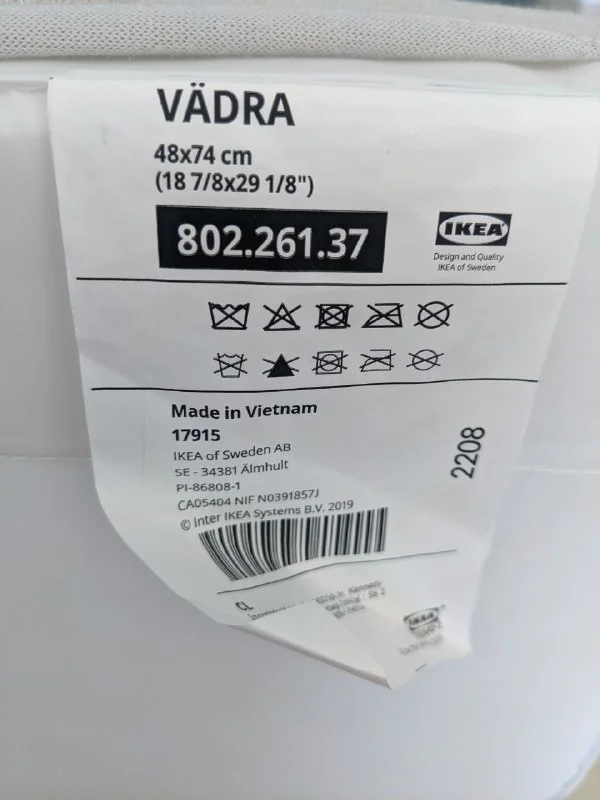 VÄDRA
48x74 cm
(18 7/8x29 1/8")
802.261.37
IKEA
Design and Quality
IKEA of Sweden
Made in Vietnam
17915
IKEA of Sweden AB
SE - 34381 Älmhult
PI-86808-1
CA05404 NIF N0391857J
© Inter IKEA Systems B.V. 2019
2208
CL
IKEA